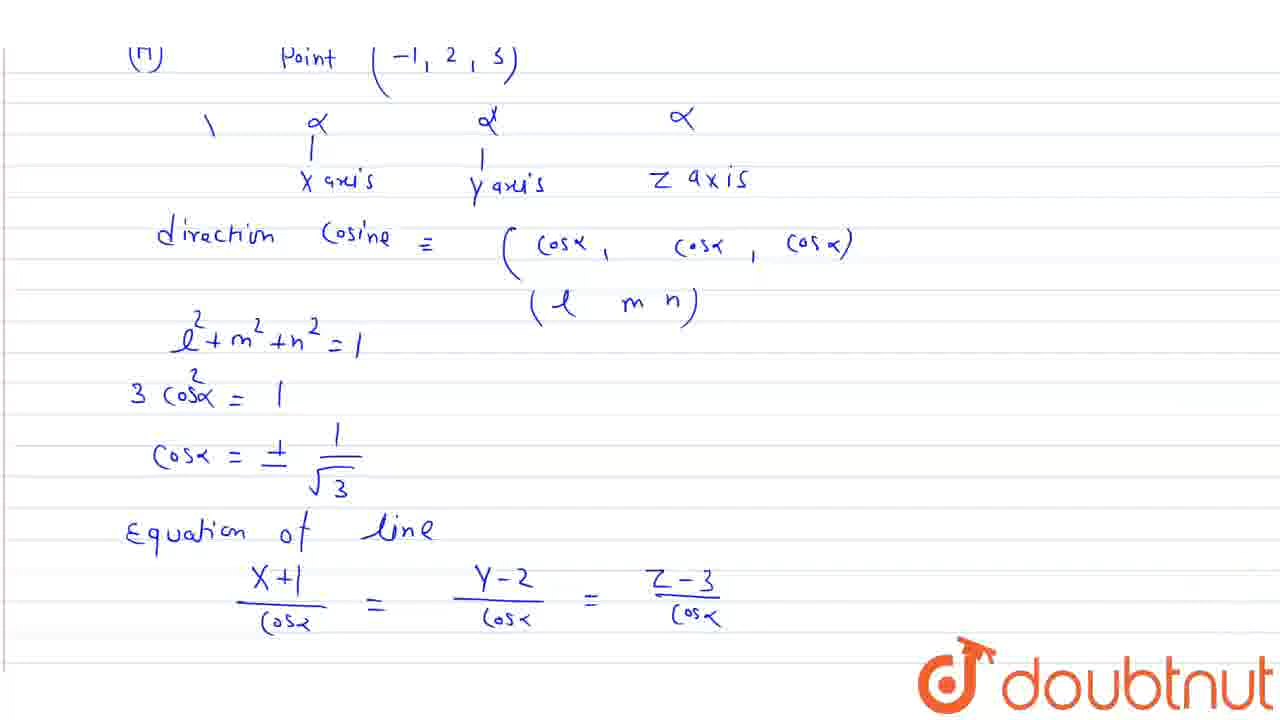 Point (-1, 2, 3)
α α α
X axis Y axis Z axis
direction cosine ≡ (cosα, cosα, cosα)
(l m n)
l² + m² + n² = 1
3 cos²α = 1
cosα = ± 1/√3
Equation of line
X+1/cosα = Y-2/cosα = Z-3/cosα
doubtnut